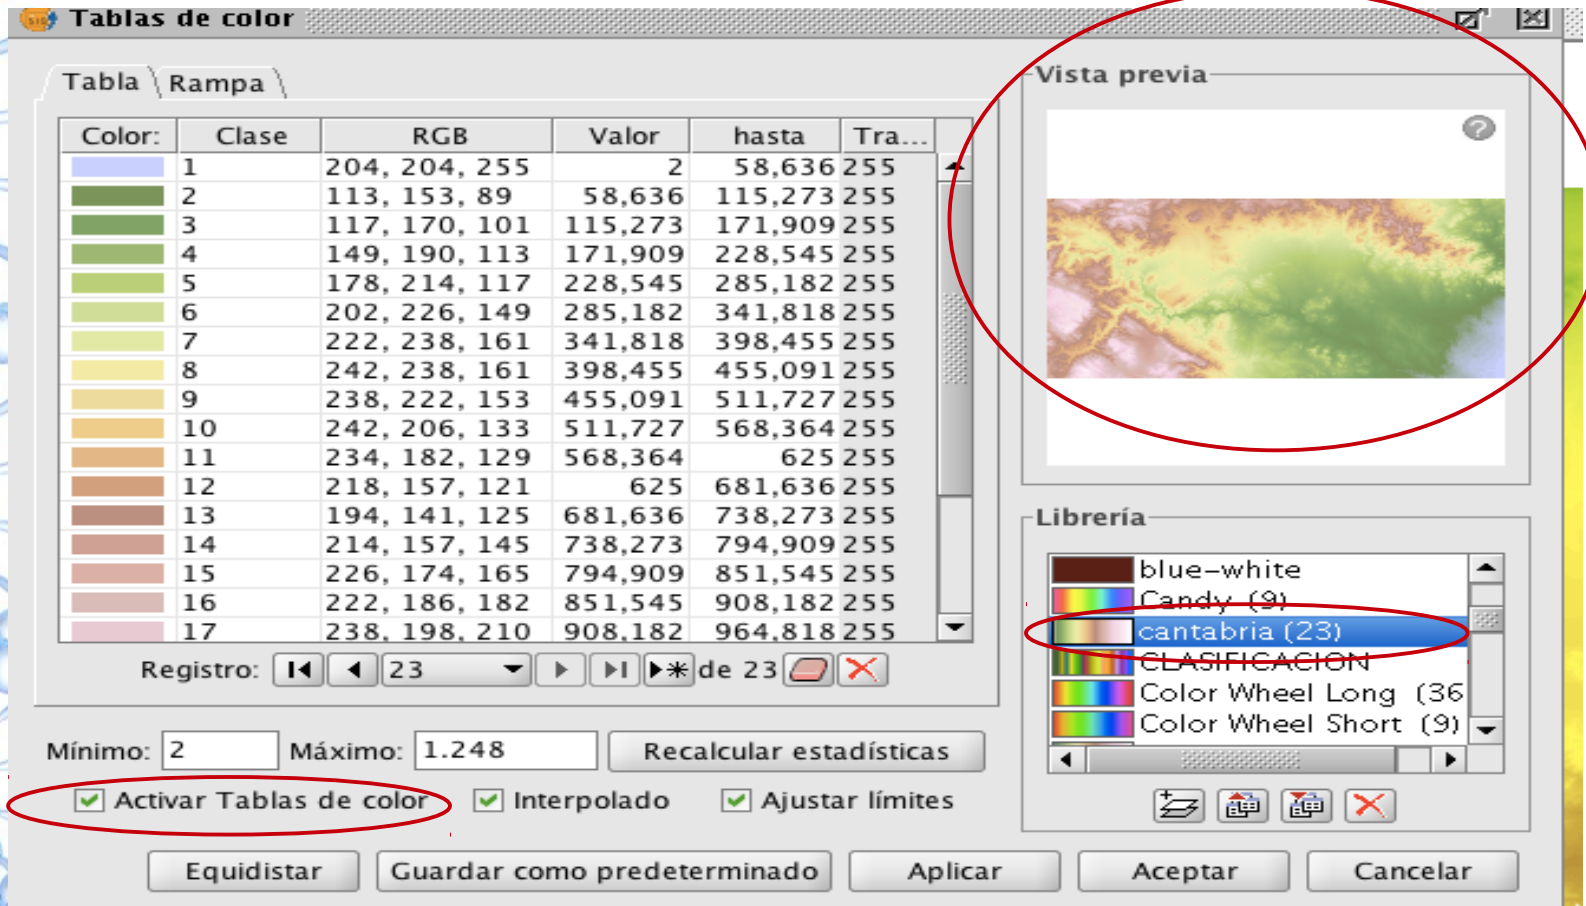 Tablas de color
Tabla Rampa
Color: Clase RGB Valor hasta Tra...
1 204, 204, 255 2 58,636 255
2 113, 153, 89 58,636 115,273 255
3 117, 170, 101 115,273 171,909 255
4 149, 190, 113 171,909 228,545 255
5 178, 214, 117 228,545 285,182 255
6 202, 226, 149 285,182 341,818 255
7 222, 238, 161 341,818 398,455 255
8 242, 238, 161 398,455 455,091 255
9 238, 222, 153 455,091 511,727 255
10 242, 206, 133 511,727 568,364 255
11 234, 182, 129 568,364 625 255
12 218, 157, 121 625 681,636 255
13 194, 141, 125 681,636 738,273 255
14 214, 157, 145 738,273 794,909 255
15 226, 174, 165 794,909 851,545 255
16 222, 186, 182 851,545 908,182 255
17 238, 198, 210 908,182 964,818 255
Registro: 23 de 23
Mínimo: 2 Máximo: 1.248 Recalcular estadísticas
Activar Tablas de color Interpolado Ajustar límites
Vista previa
?
Librería
blue-white
Candy (9)
cantabria (23)
CLASIFICACION
Color Wheel Long (36
Color Wheel Short (9)
Equidistar Guardar como predeterminado Aplicar Aceptar Cancelar